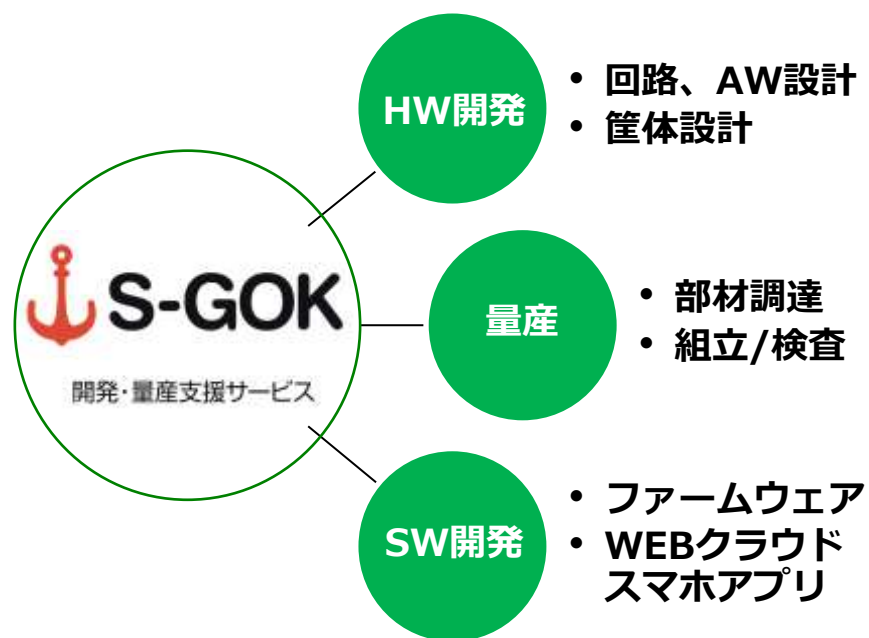 HW開発
• 回路、AW設計
• 筐体設計
S-GOK
開発・量産支援サービス
量産
• 部材調達
• 組立/検査
SW開発
• ファームウェア
• WEBクラウド
スマホアプリ